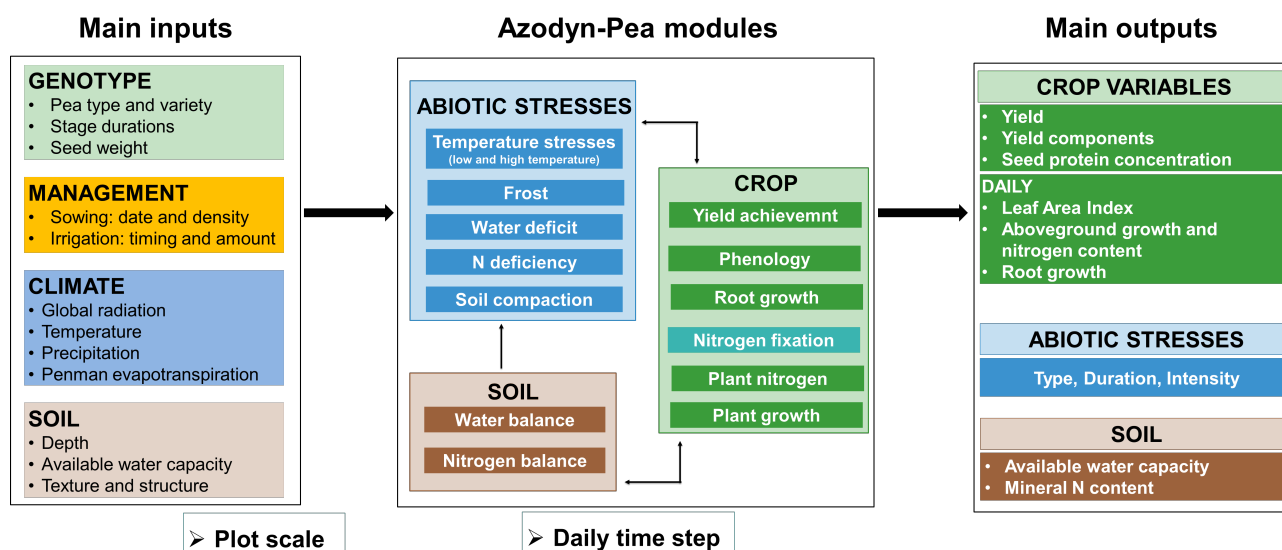 Main inputs
GENOTYPE
• Pea type and variety
• Stage durations
• Seed weight
MANAGEMENT
• Sowing: date and density
• Irrigation: timing and amount
CLIMATE
• Global radiation
• Temperature
• Precipitation
• Penman evapotranspiration
SOIL
• Depth
• Available water capacity
• Texture and structure
➢ Plot scale
Azodyn-Pea modules
ABIOTIC STRESSES
Temperature stresses
(low and high temperature)
Frost
Water deficit
N deficiency
Soil compaction
SOIL
Water balance
Nitrogen balance
CROP
Yield achievemnt
Phenology
Root growth
Nitrogen fixation
Plant nitrogen
Plant growth
➢ Daily time step
Main outputs
CROP VARIABLES
• Yield
• Yield components
• Seed protein concentration
DAILY
• Leaf Area Index
• Aboveground growth and
nitrogen content
• Root growth
ABIOTIC STRESSES
Type, Duration, Intensity
SOIL
• Available water capacity
• Mineral N content